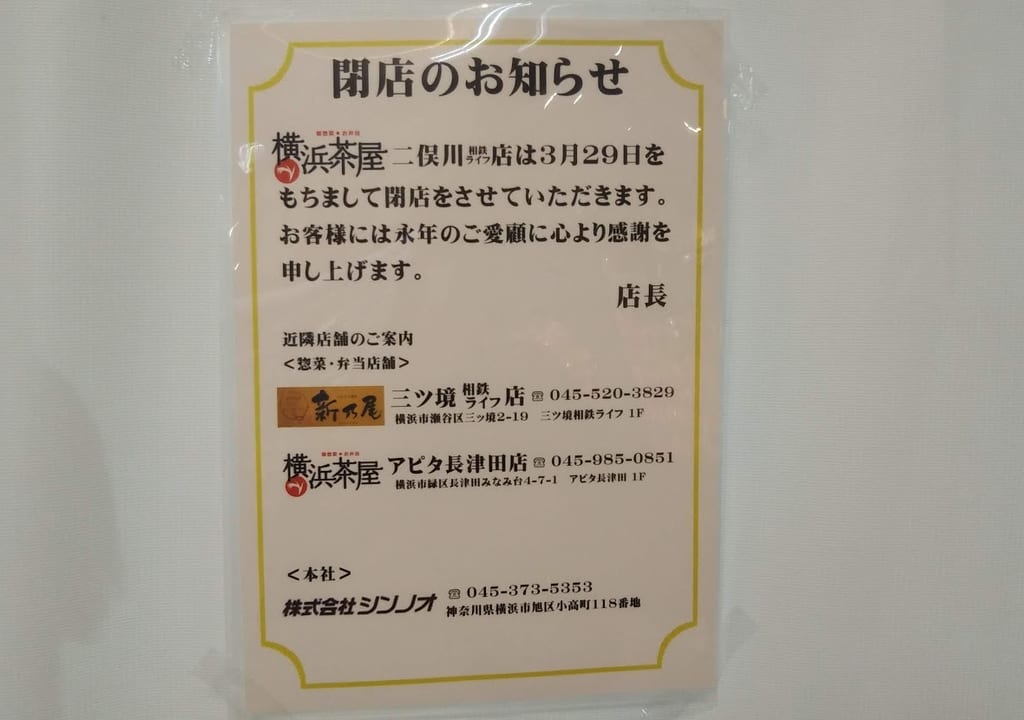 閉店のお知らせ
横浜茶屋 二俣川相鉄ライフ店は3月29日を
もちまして閉店をさせていただきます。
お客様には永年のご愛顧に心より感謝を
申し上げます。
店長
近隣店舗のご案内
<惣菜・弁当店舗>
新乃尾 三ツ境 相鉄ライフ店 ☎ 045-520-3829
横浜市瀬谷区三ッ境2-19 三ツ境相鉄ライフ 1F
横浜茶屋 アピタ長津田店 ☎ 045-985-0851
横浜市緑区長津田みなみ台4-7-1 アピタ長津田 1F
<本社>
株式会社シンノオ ☎ 045-373-5353
神奈川県横浜市旭区小高町118番地